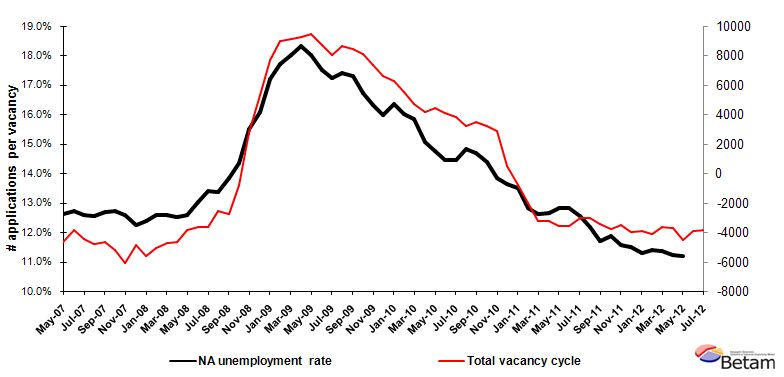 19.0%
18.0%
17.0%
16.0%
15.0%
14.0%
13.0%
12.0%
11.0%
10.0%
# applications per vacancy
10000
8000
6000
4000
2000
0
-2000
-4000
-6000
-8000
May-07
Jul-07
Sep-07
Nov-07
Jan-08
Mar-08
May-08
Jul-08
Sep-08
Nov-08
Jan-09
Mar-09
May-09
Jul-09
Sep-09
Nov-09
Jan-10
Mar-10
May-10
Jul-10
Sep-10
Nov-10
Jan-11
Mar-11
May-11
Jul-11
Sep-11
Nov-11
Jan-12
Mar-12
May-12
Jul-12
NA unemployment rate
Total vacancy cycle
Betam